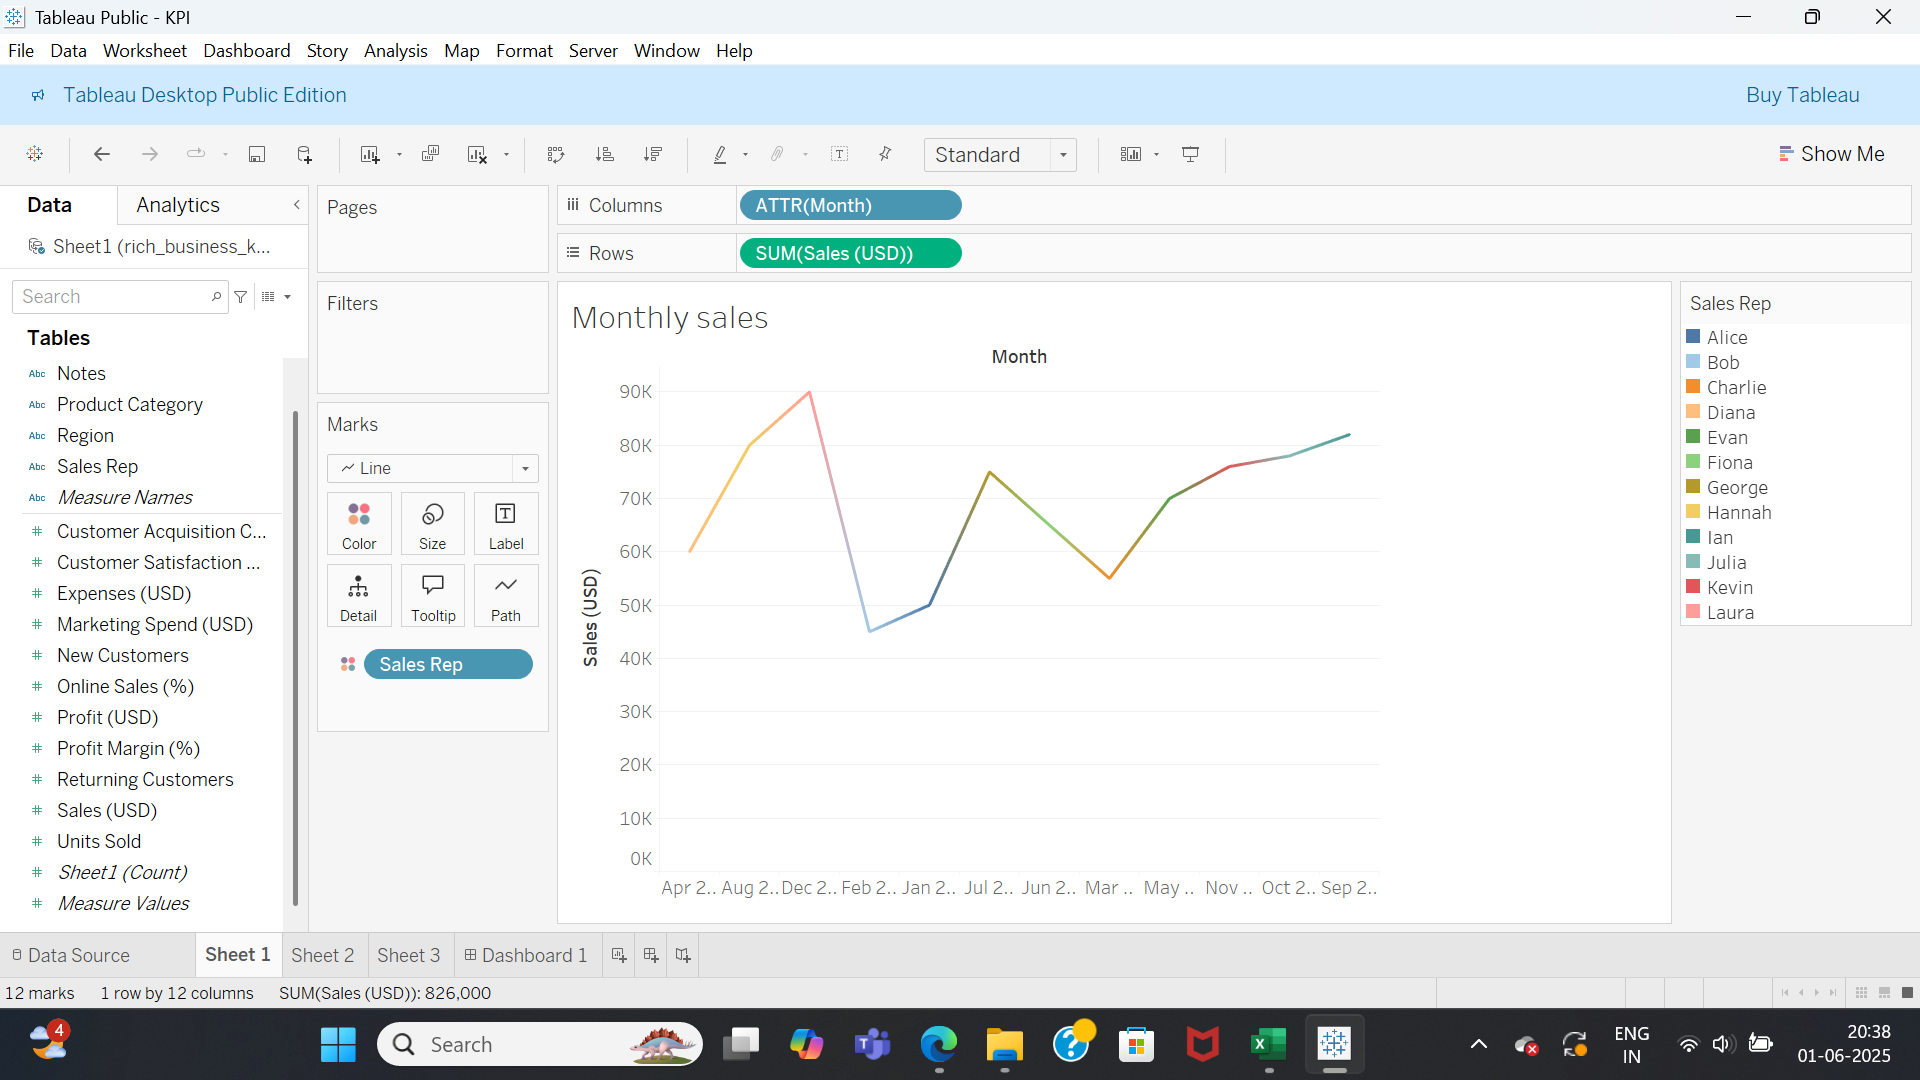 Tableau Public - KPI
File Data Worksheet Dashboard Story Analysis Map Format Server Window Help
Tableau Desktop Public Edition
Buy Tableau
Standard
Show Me
Data
Analytics
Sheet1 (rich_business_k...
Search
Tables
Abc Notes
Abc Product Category
Abc Region
Abc Sales Rep
Abc Measure Names
# Customer Acquisition C...
# Customer Satisfaction ...
# Expenses (USD)
# Marketing Spend (USD)
# New Customers
# Online Sales (%)
# Profit (USD)
# Profit Margin (%)
# Returning Customers
# Sales (USD)
# Units Sold
# Sheet1 (Count)
# Measure Values
Pages
Filters
Marks
Line
Color Size Label
Detail Tooltip Path
Sales Rep
Columns
ATTR(Month)
Rows
SUM(Sales (USD))
Monthly sales
Month
90K
80K
70K
60K
50K
40K
30K
20K
10K
0K
Sales (USD)
Apr 2.. Aug 2.. Dec 2.. Feb 2.. Jan 2.. Jul 2.. Jun 2.. Mar .. May .. Nov .. Oct 2.. Sep 2..
Sales Rep
Alice
Bob
Charlie
Diana
Evan
Fiona
George
Hannah
Ian
Julia
Kevin
Laura
Data Source
Sheet 1
Sheet 2
Sheet 3
Dashboard 1
12 marks 1 row by 12 columns SUM(Sales (USD)): 826,000
4
Search
ENG
IN
20:38
01-06-2025